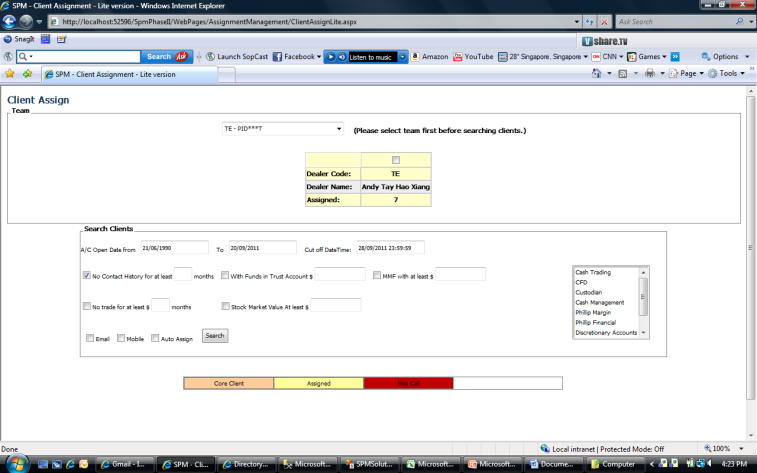 SPM - Client Assignment - Lite version - Windows Internet Explorer
http://localhost:52596/SpmPhaseII/WebPages/AssignmentManagement/ClientAssignLite.aspx
Ask Search
SnagIt
share.tv
Search
Launch SopCast
Facebook
Listen to music
Amazon
YouTube
28° Singapore, Singapore
CNN
Games
Options
SPM - Client Assignment - Lite version
Page
Tools
Client Assign
Team
TE - PID***T
(Please select team first before searching clients.)
Dealer Code: TE
Dealer Name: Andy Tay Hao Xiang
Assigned: 7
Search Clients
A/C Open Date from 21/06/1990 To 20/09/2011 Cut off DateTime: 28/09/2011 23:59:59
No Contact History for at least months With Funds in Trust Account $ MMF with at least $
No trade for at least $ months Stock Market Value At least $
Email Mobile Auto Assign Search
Cash Trading
CFD
Custodian
Cash Management
Phillip Margin
Phillip Financial
Discretionary Accounts
Core Client Assigned
Done
Local intranet | Protected Mode: Off
100%
Gmail - I...
SPM - Cli...
Directory...
Microsoft...
SPMSolut...
Microsoft...
Microsoft...
Docume...
Computer
4:23 PM